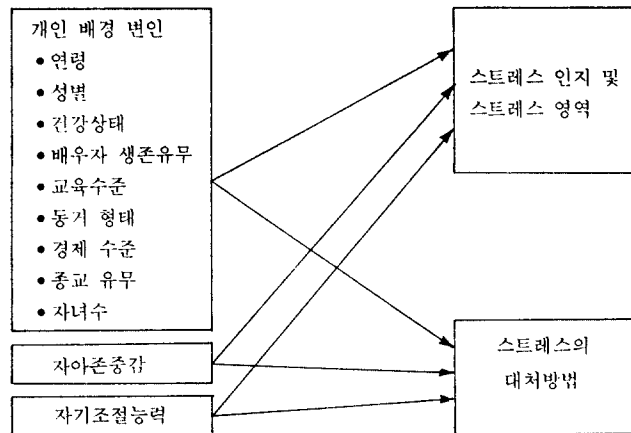 개인 배경 변인
• 연령
• 성별
• 건강상태
• 배우자 생존유무
• 교육수준
• 동거 형태
• 경제 수준
• 종교 유무
• 자녀수
자아존중감
자기조절능력
스트레스 인지 및
스트레스 영역
스트레스의
대처방법